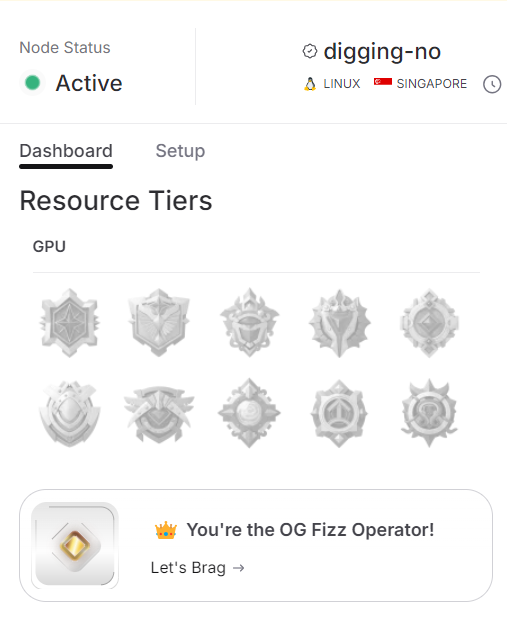 Node Status
Active
digging-no
LINUX
SINGAPORE
Dashboard
Setup
Resource Tiers
GPU
You're the OG Fizz Operator!
Let's Brag →